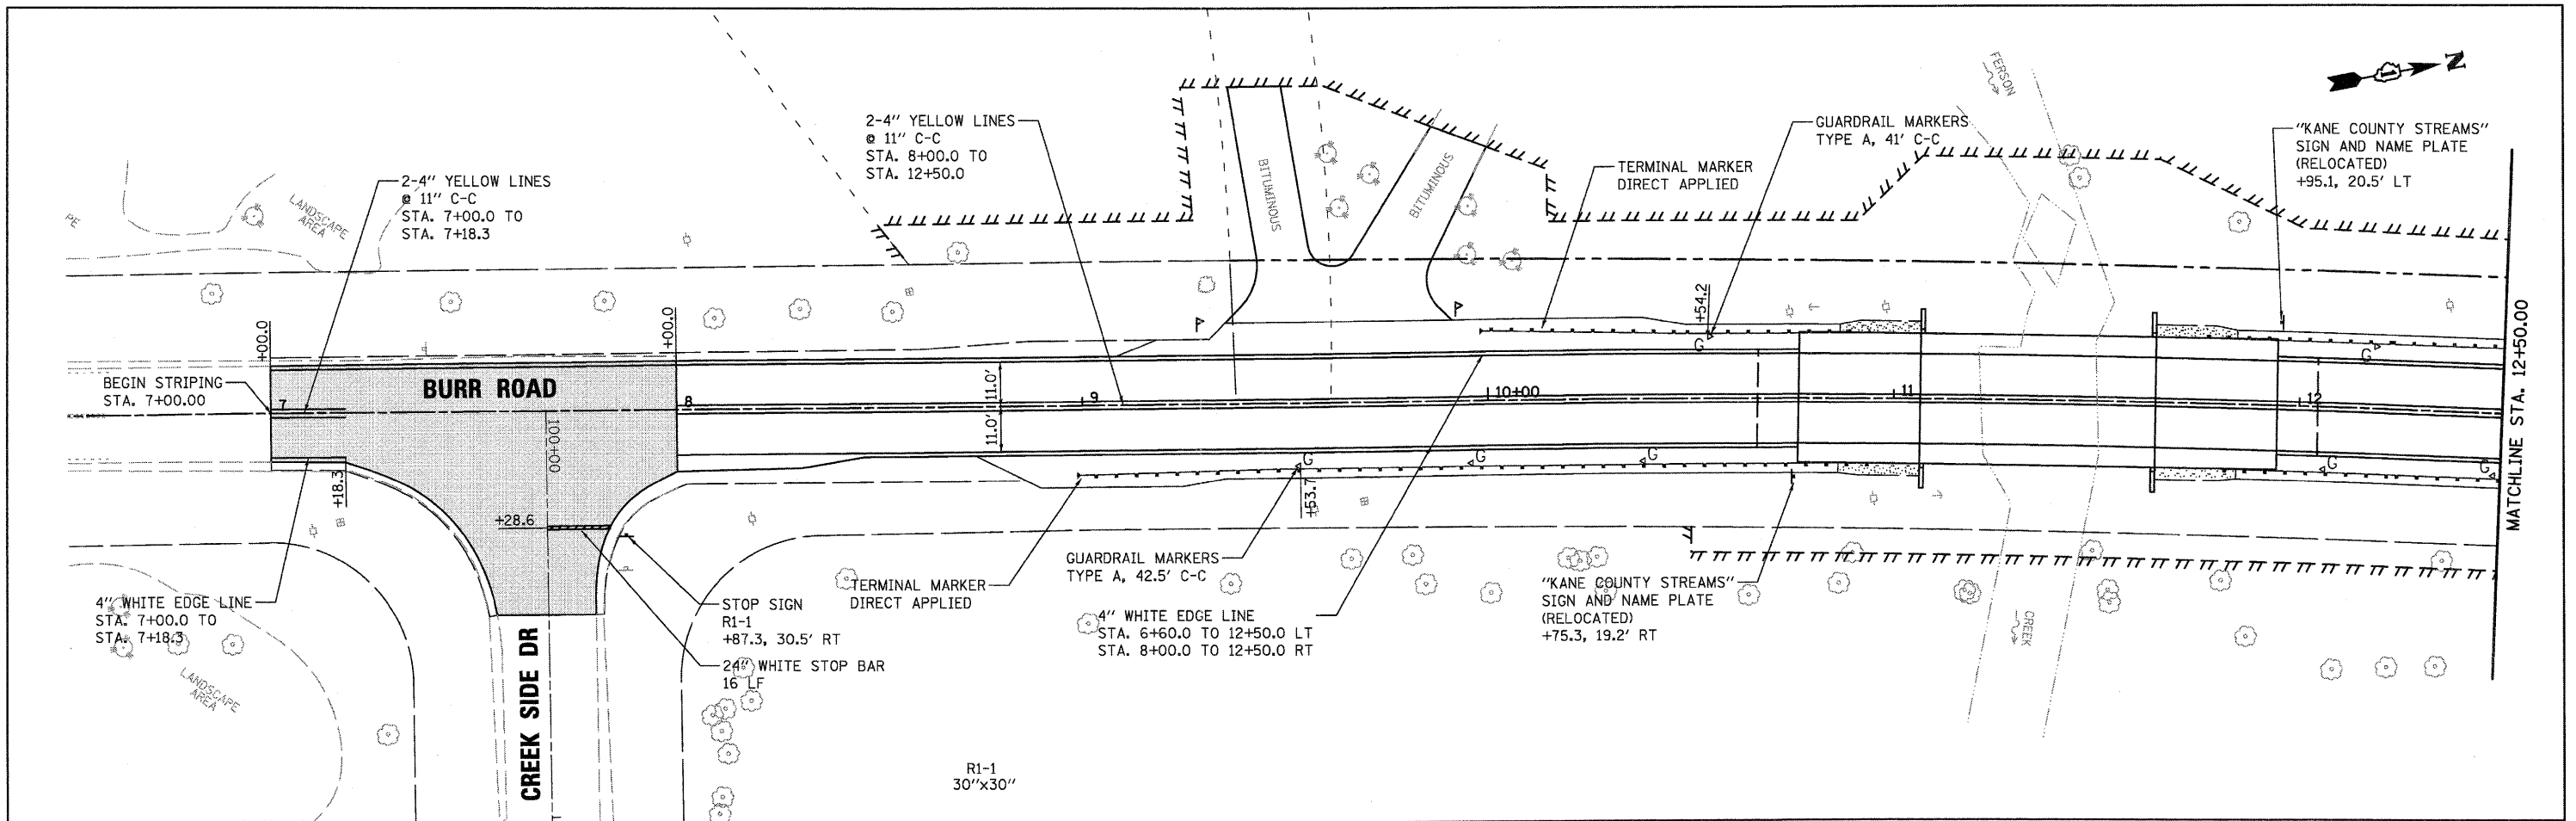 FERSON
N
2-4" YELLOW LINES
@ 11" C-C
STA. 8+00.0 TO
STA. 12+50.0
GUARDRAIL MARKERS
TYPE A, 41' C-C
"KANE COUNTY STREAMS"
SIGN AND NAME PLATE
(RELOCATED)
+95.1, 20.5' LT
TERMINAL MARKER
DIRECT APPLIED
2-4" YELLOW LINES
@ 11" C-C
STA. 7+00.0 TO
STA. 7+18.3
LANDSCAPE
AREA
PE
BITUMINOUS
BITUMINOUS
+00.0
+00.0
P
P
+54.2
G
G
MATCHLINE STA. 12+50.00
BEGIN STRIPING
STA. 7+00.00
BURR ROAD
7
8
9
10+00
11
12
11.0'
11.0'
100+00
+18.3
+28.6
G
G
G
G
G
+53.7
4" WHITE EDGE LINE
STA. 7+00.0 TO
STA. 7+18.3
STOP SIGN
R1-1
+87.3, 30.5' RT
24" WHITE STOP BAR
16 LF
TERMINAL MARKER
DIRECT APPLIED
GUARDRAIL MARKERS
TYPE A, 42.5' C-C
4" WHITE EDGE LINE
STA. 6+60.0 TO 12+50.0 LT
STA. 8+00.0 TO 12+50.0 RT
"KANE COUNTY STREAMS"
SIGN AND NAME PLATE
(RELOCATED)
+75.3, 19.2' RT
CREEK
LANDSCAPE
AREA
CREEK SIDE DR
R1-1
30"x30"